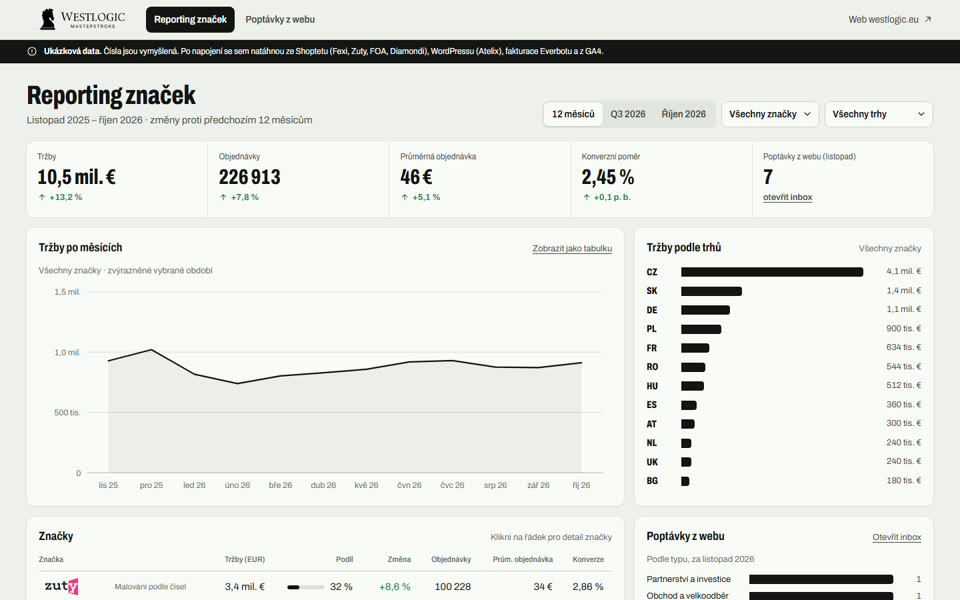 WESTLOGIC
MASTERSTROKE
Reporting značek
Poptávky z webu
Web westlogic.eu ↗
Ukázková data. Čísla jsou vymyšlená. Po napojení se sem natáhnou ze Shoptetu (Fexi, Zuty, FOA, Diamondi), WordPressu (Atelix), fakturace Everbotu a z GA4.
Reporting značek
Listopad 2025 – říjen 2026 · změny proti předchozím 12 měsícům
12 měsíců
Q3 2026
Říjen 2026
Všechny značky
Všechny trhy
Tržby
10,5 mil. €
↑ +13,2 %
Objednávky
226 913
↑ +7,8 %
Průměrná objednávka
46 €
↑ +5,1 %
Konverzní poměr
2,45 %
↑ +0,1 p. b.
Poptávky z webu (listopad)
7
otevřít inbox
Tržby po měsících
Zobrazit jako tabulku
Všechny značky · zvýrazněné vybrané období
1,5 mil.
1,0 mil.
500 tis.
0
lis 25 pro 25 led 26 úno 26 bře 26 dub 26 kvě 26 čvn 26 čvc 26 srp 26 zář 26 říj 26
Tržby podle trhů
Všechny značky
CZ 4,1 mil. €
SK 1,4 mil. €
DE 1,1 mil. €
PL 900 tis. €
FR 634 tis. €
RO 544 tis. €
HU 512 tis. €
ES 360 tis. €
AT 300 tis. €
NL 240 tis. €
UK 240 tis. €
BG 180 tis. €
Značky
Klikni na řádek pro detail značky
Značka Tržby (EUR) Podíl Změna Objednávky Prům. objednávka Konverze
zuty Malování podle čísel 3,4 mil. € 32 % +8,6 % 100 228 34 € 2,86 %
Poptávky z webu
Otevřít inbox
Podle typu, za listopad 2026
Partnerství a investice 1
Obchod a velkoodběr 1